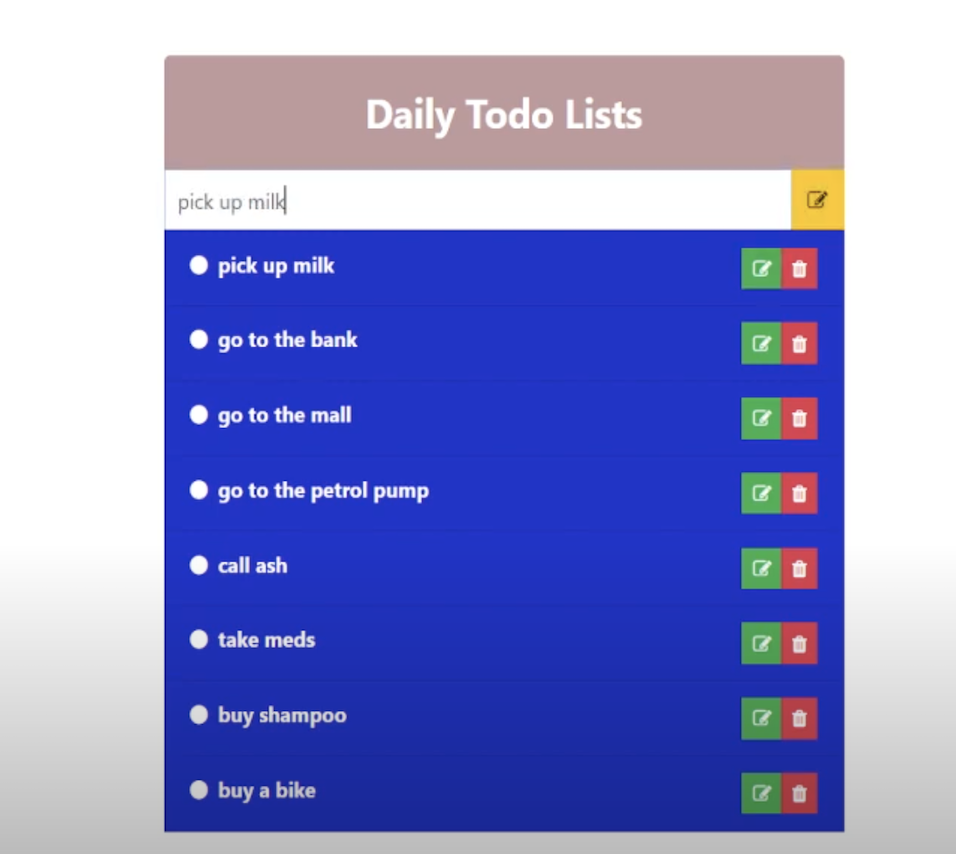 Daily Todo Lists
pick up milk
pick up milk
go to the bank
go to the mall
go to the petrol pump
call ash
take meds
buy shampoo
buy a bike